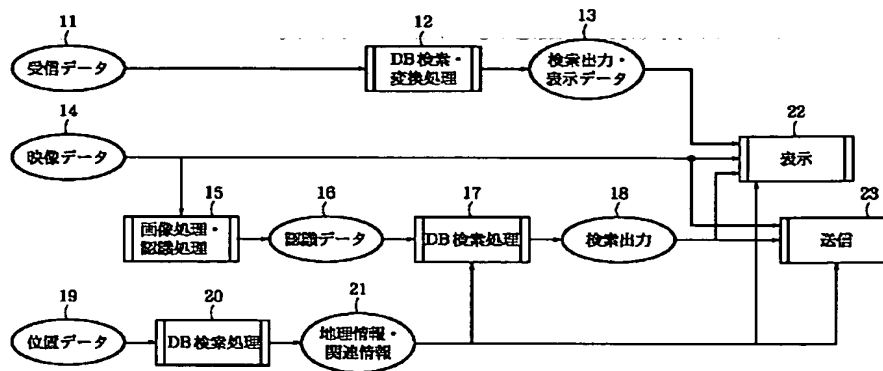 11
受信データ
12
DB検索・
変換処理
13
検索出力・
表示データ
14
映像データ
22
表示
15
画像処理・
認識処理
16
認識データ
17
DB検索処理
18
検索出力
23
送信
19
位置データ
20
DB検索処理
21
地理情報・
関連情報